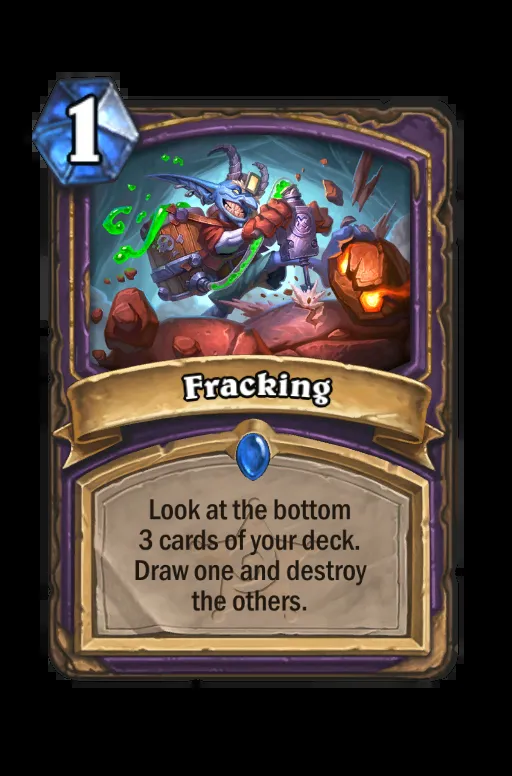 1
Fracking
Look at the bottom
3 cards of your deck.
Draw one and destroy
the others.